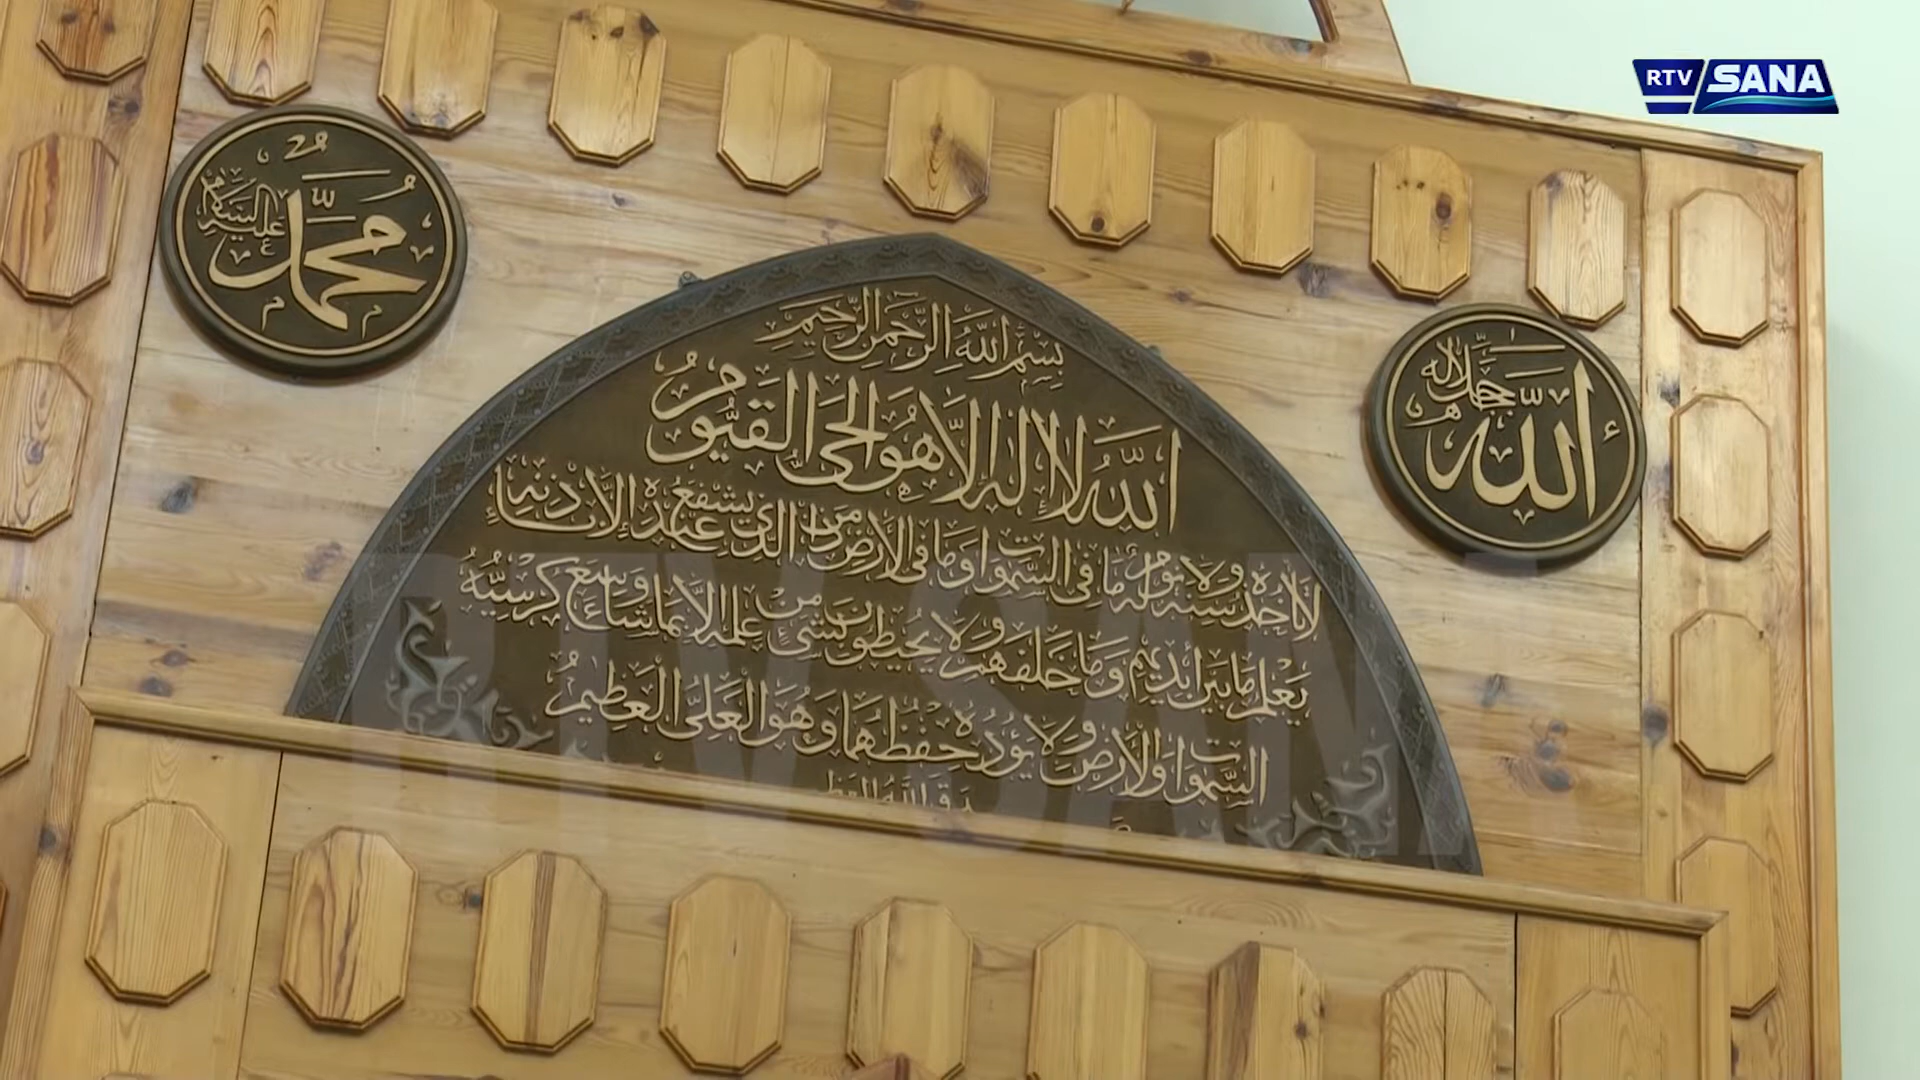 RTV SANA
محمد
عليه السلام
الله
جل جلاله
بسم الله الرحمن الرحيم
الله لا إله إلا هو الحي القيوم
لا تأخذه سنة ولا نوم له ما في السموات وما في الأرض من ذا الذي يشفع عنده إلا بإذنه
يعلم ما بين أيديهم وما خلفهم ولا يحيطون بشيء من علمه إلا بما شاء وسع كرسيه
السموات والأرض ولا يؤده حفظهما وهو العلي العظيم
RTV SANA